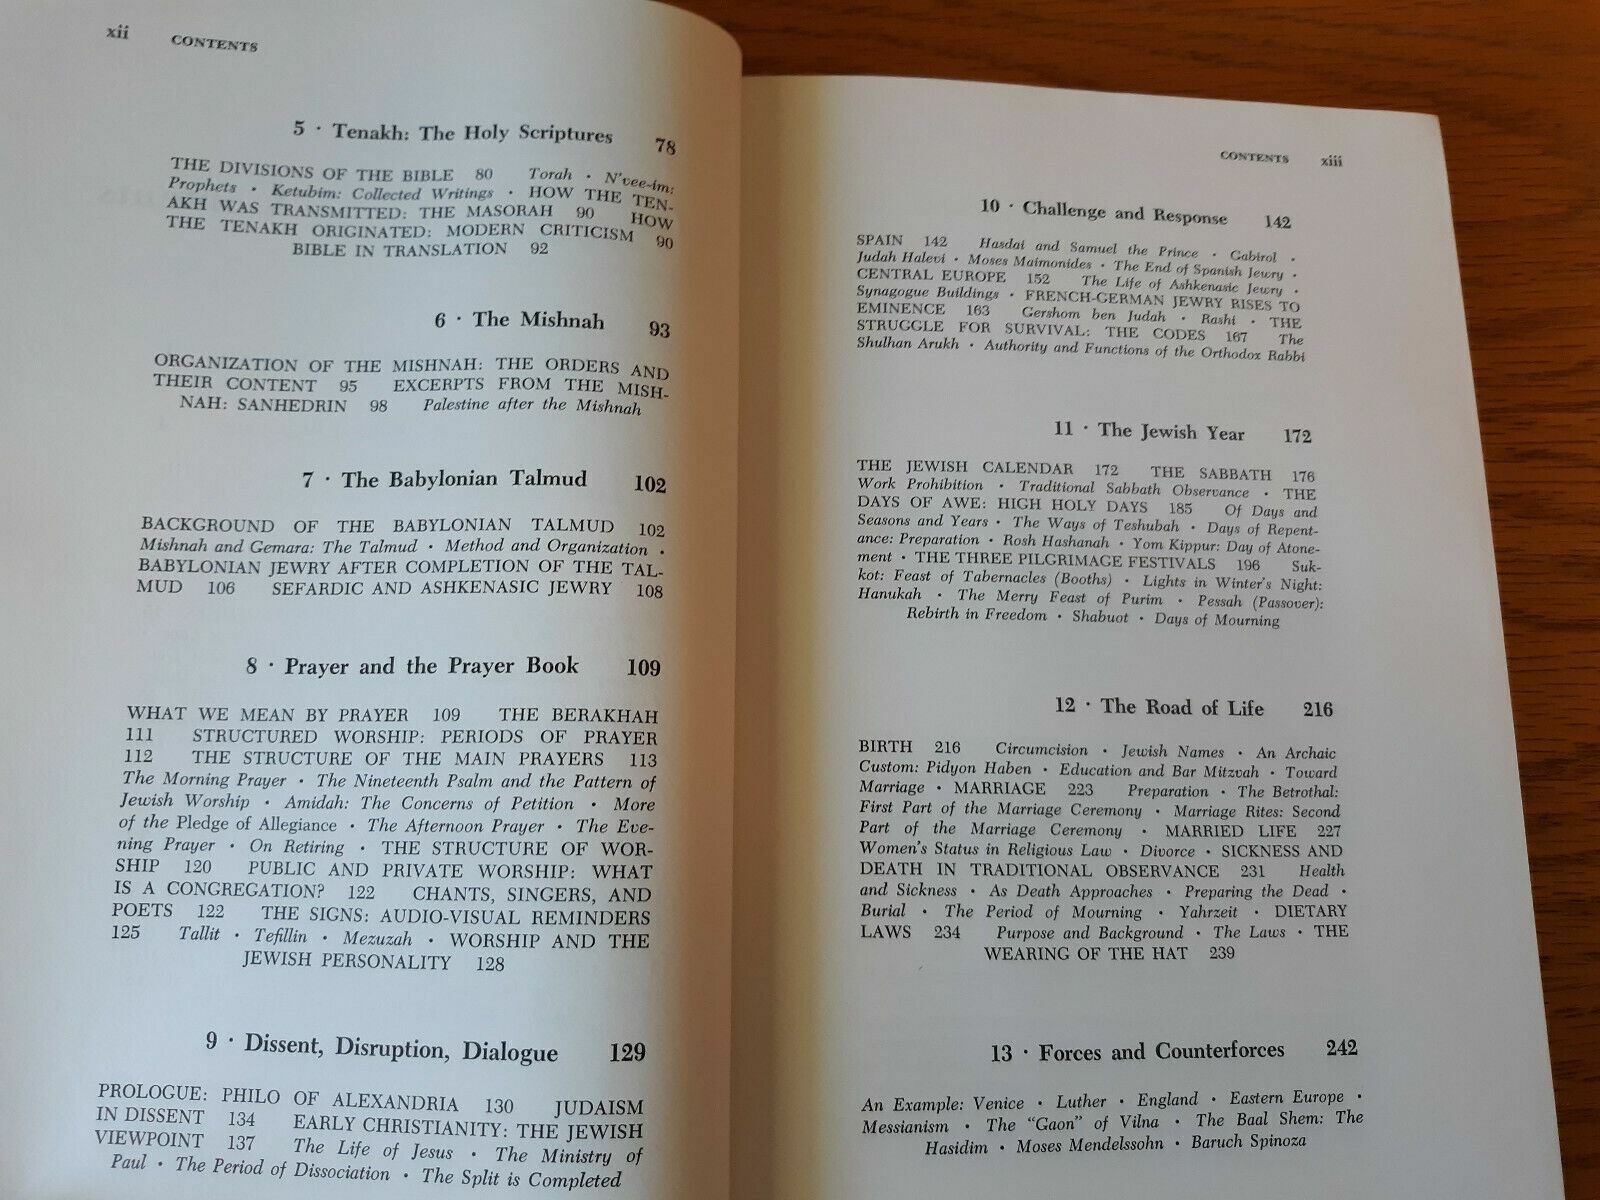 xii CONTENTS
5 · Tenakh: The Holy Scriptures 78
THE DIVISIONS OF THE BIBLE 80 Torah · N'vee-im:
Prophets · Ketubim: Collected Writings · HOW THE TEN-
AKH WAS TRANSMITTED: THE MASORAH 90 HOW
THE TENAKH ORIGINATED: MODERN CRITICISM 90
BIBLE IN TRANSLATION 92
6 · The Mishnah 93
ORGANIZATION OF THE MISHNAH: THE ORDERS AND
THEIR CONTENT 95 EXCERPTS FROM THE MISH-
NAH: SANHEDRIN 98 Palestine after the Mishnah
7 · The Babylonian Talmud 102
BACKGROUND OF THE BABYLONIAN TALMUD 102
Mishnah and Gemara: The Talmud · Method and Organization ·
BABYLONIAN JEWRY AFTER COMPLETION OF THE TAL-
MUD 106 SEFARDIC AND ASHKENASIC JEWRY 108
8 · Prayer and the Prayer Book 109
WHAT WE MEAN BY PRAYER 109 THE BERAKHAH
111 STRUCTURED WORSHIP: PERIODS OF PRAYER
112 THE STRUCTURE OF THE MAIN PRAYERS 113
The Morning Prayer · The Nineteenth Psalm and the Pattern of
Jewish Worship · Amidah: The Concerns of Petition · More
of the Pledge of Allegiance · The Afternoon Prayer · The Eve-
ning Prayer · On Retiring · THE STRUCTURE OF WOR-
SHIP 120 PUBLIC AND PRIVATE WORSHIP: WHAT
IS A CONGREGATION? 122 CHANTS, SINGERS, AND
POETS 122 THE SIGNS: AUDIO-VISUAL REMINDERS
125 Tallit · Tefillin · Mezuzah · WORSHIP AND THE
JEWISH PERSONALITY 128
9 · Dissent, Disruption, Dialogue 129
PROLOGUE: PHILO OF ALEXANDRIA 130 JUDAISM
IN DISSENT 134 EARLY CHRISTIANITY: THE JEWISH
VIEWPOINT 137 The Life of Jesus · The Ministry of
Paul · The Period of Dissociation · The Split is Completed
CONTENTS xiii
10 · Challenge and Response 142
SPAIN 142 Hasdai and Samuel the Prince · Gabirol ·
Judah Halevi · Moses Maimonides · The End of Spanish Jewry ·
CENTRAL EUROPE 152 The Life of Ashkenasic Jewry ·
Synagogue Buildings · FRENCH-GERMAN JEWRY RISES TO
EMINENCE 163 Gershom ben Judah · Rashi · THE
STRUGGLE FOR SURVIVAL: THE CODES 167 The
Shulhan Arukh · Authority and Functions of the Orthodox Rabbi
11 · The Jewish Year 172
THE JEWISH CALENDAR 172 THE SABBATH 176
Work Prohibition · Traditional Sabbath Observance · THE
DAYS OF AWE: HIGH HOLY DAYS 185 Of Days and
Seasons and Years · The Ways of Teshubah · Days of Repent-
ance: Preparation · Rosh Hashanah · Yom Kippur: Day of Atone-
ment · THE THREE PILGRIMAGE FESTIVALS 196 Suk-
kot: Feast of Tabernacles (Booths) · Lights in Winter's Night:
Hanukah · The Merry Feast of Purim · Pessah (Passover):
Rebirth in Freedom · Shabuot · Days of Mourning
12 · The Road of Life 216
BIRTH 216 Circumcision · Jewish Names · An Archaic
Custom: Pidyon Haben · Education and Bar Mitzvah · Toward
Marriage · MARRIAGE 223 Preparation · The Betrothal:
First Part of the Marriage Ceremony · Marriage Rites: Second
Part of the Marriage Ceremony · MARRIED LIFE 227
Women's Status in Religious Law · Divorce · SICKNESS AND
DEATH IN TRADITIONAL OBSERVANCE 231 Health
and Sickness · As Death Approaches · Preparing the Dead ·
Burial · The Period of Mourning · Yahrzeit · DIETARY
LAWS 234 Purpose and Background · The Laws · THE
WEARING OF THE HAT 239
13 · Forces and Counterforces 242
An Example: Venice · Luther · England · Eastern Europe ·
Messianism · The "Gaon" of Vilna · The Baal Shem: The
Hasidim · Moses Mendelssohn · Baruch Spinoza